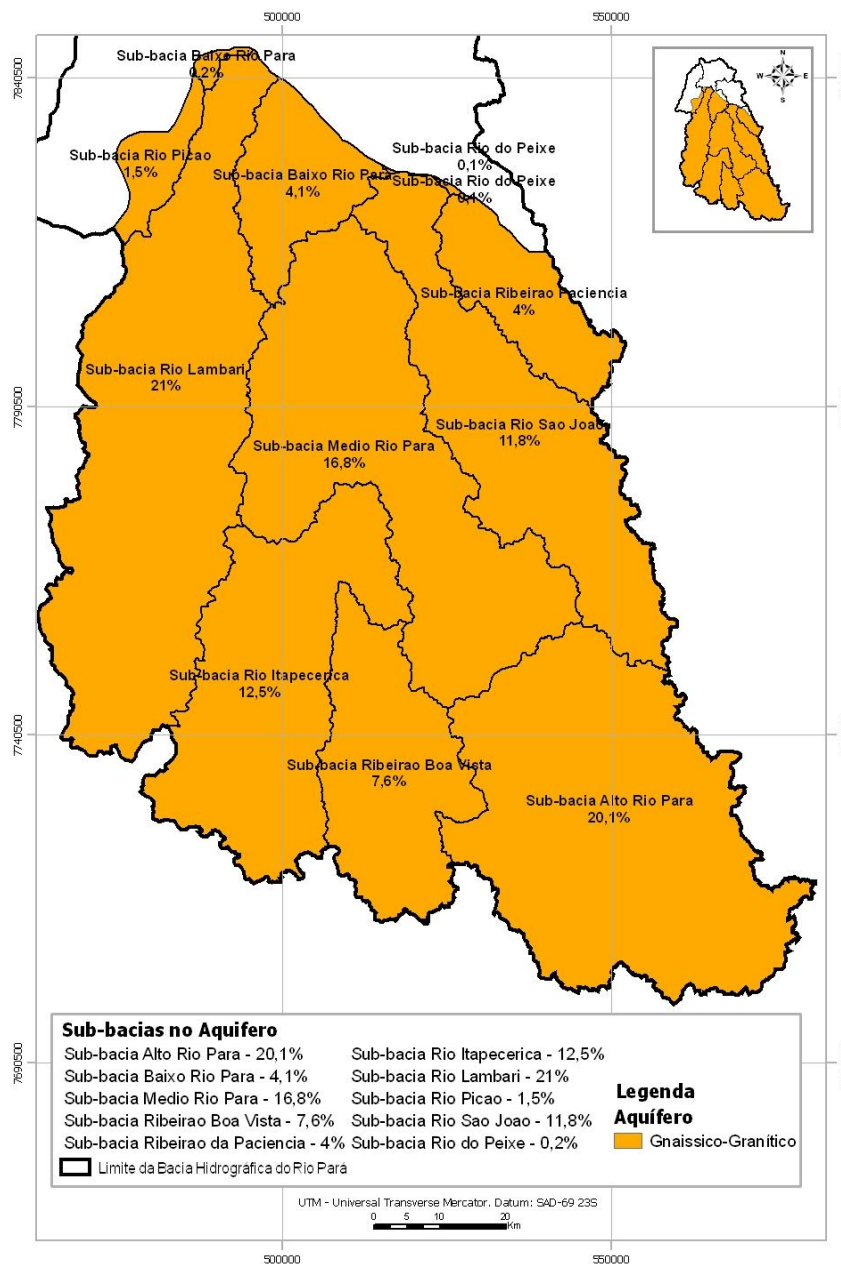 500000
550000
Sub-bacia Baixo Rio Para
0,2%
N
W
E
S
7840500
Sub-bacia Rio Picao
1,5%
Sub-bacia Rio do Peixe
0,1%
Sub-bacia Baixo Rio Para
4,1%
Sub-bacia Rio do Peixe
0,1%
Sub-bacia Ribeirao Paciencia
4%
Sub-bacia Rio Lambari
21%
7790500
Sub-bacia Rio Sao Joao
11,8%
Sub-bacia Medio Rio Para
16,8%
Sub-bacia Rio Itapecerica
12,5%
7740500
Sub-bacia Ribeirao Boa Vista
7,6%
Sub-bacia Alto Rio Para
20,1%
Sub-bacias no Aquifero
Sub-bacia Alto Rio Para - 20,1%
Sub-bacia Baixo Rio Para - 4,1%
Sub-bacia Medio Rio Para - 16,8%
Sub-bacia Ribeirao Boa Vista - 7,6%
Sub-bacia Ribeirao da Paciencia - 4%
Sub-bacia Rio Itapecerica - 12,5%
Sub-bacia Rio Lambari - 21%
Sub-bacia Rio Picao - 1,5%
Sub-bacia Rio Sao Joao - 11,8%
Sub-bacia Rio do Peixe - 0,2%
Limite da Bacia Hidrográfica do Rio Pará
Legenda
Aquífero
Gnaissico-Granítico
7690500
UTM - Universal Transverse Mercator. Datum: SAD-69 23S
0 5 10 20
Km
500000
550000